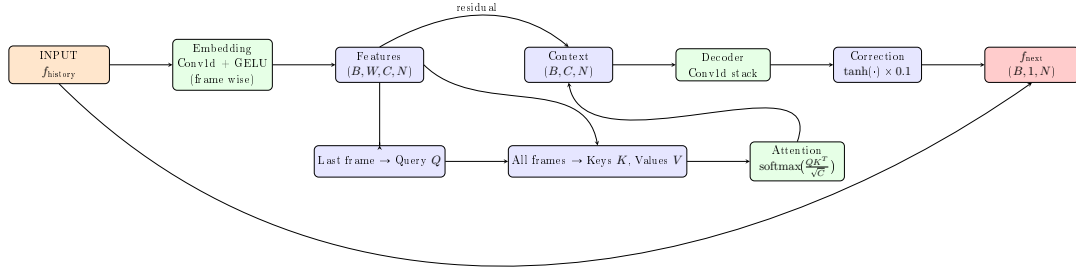 residual
INPUT
f_history
Embedding
Conv1d + GELU
(frame wise)
Features
(B, W, C, N)
Context
(B, C, N)
Decoder
Conv1d stack
Correction
tanh(·) × 0.1
f_next
(B, 1, N)
Last frame → Query Q
All frames → Keys K, Values V
Attention
softmax(QK^T/√C)